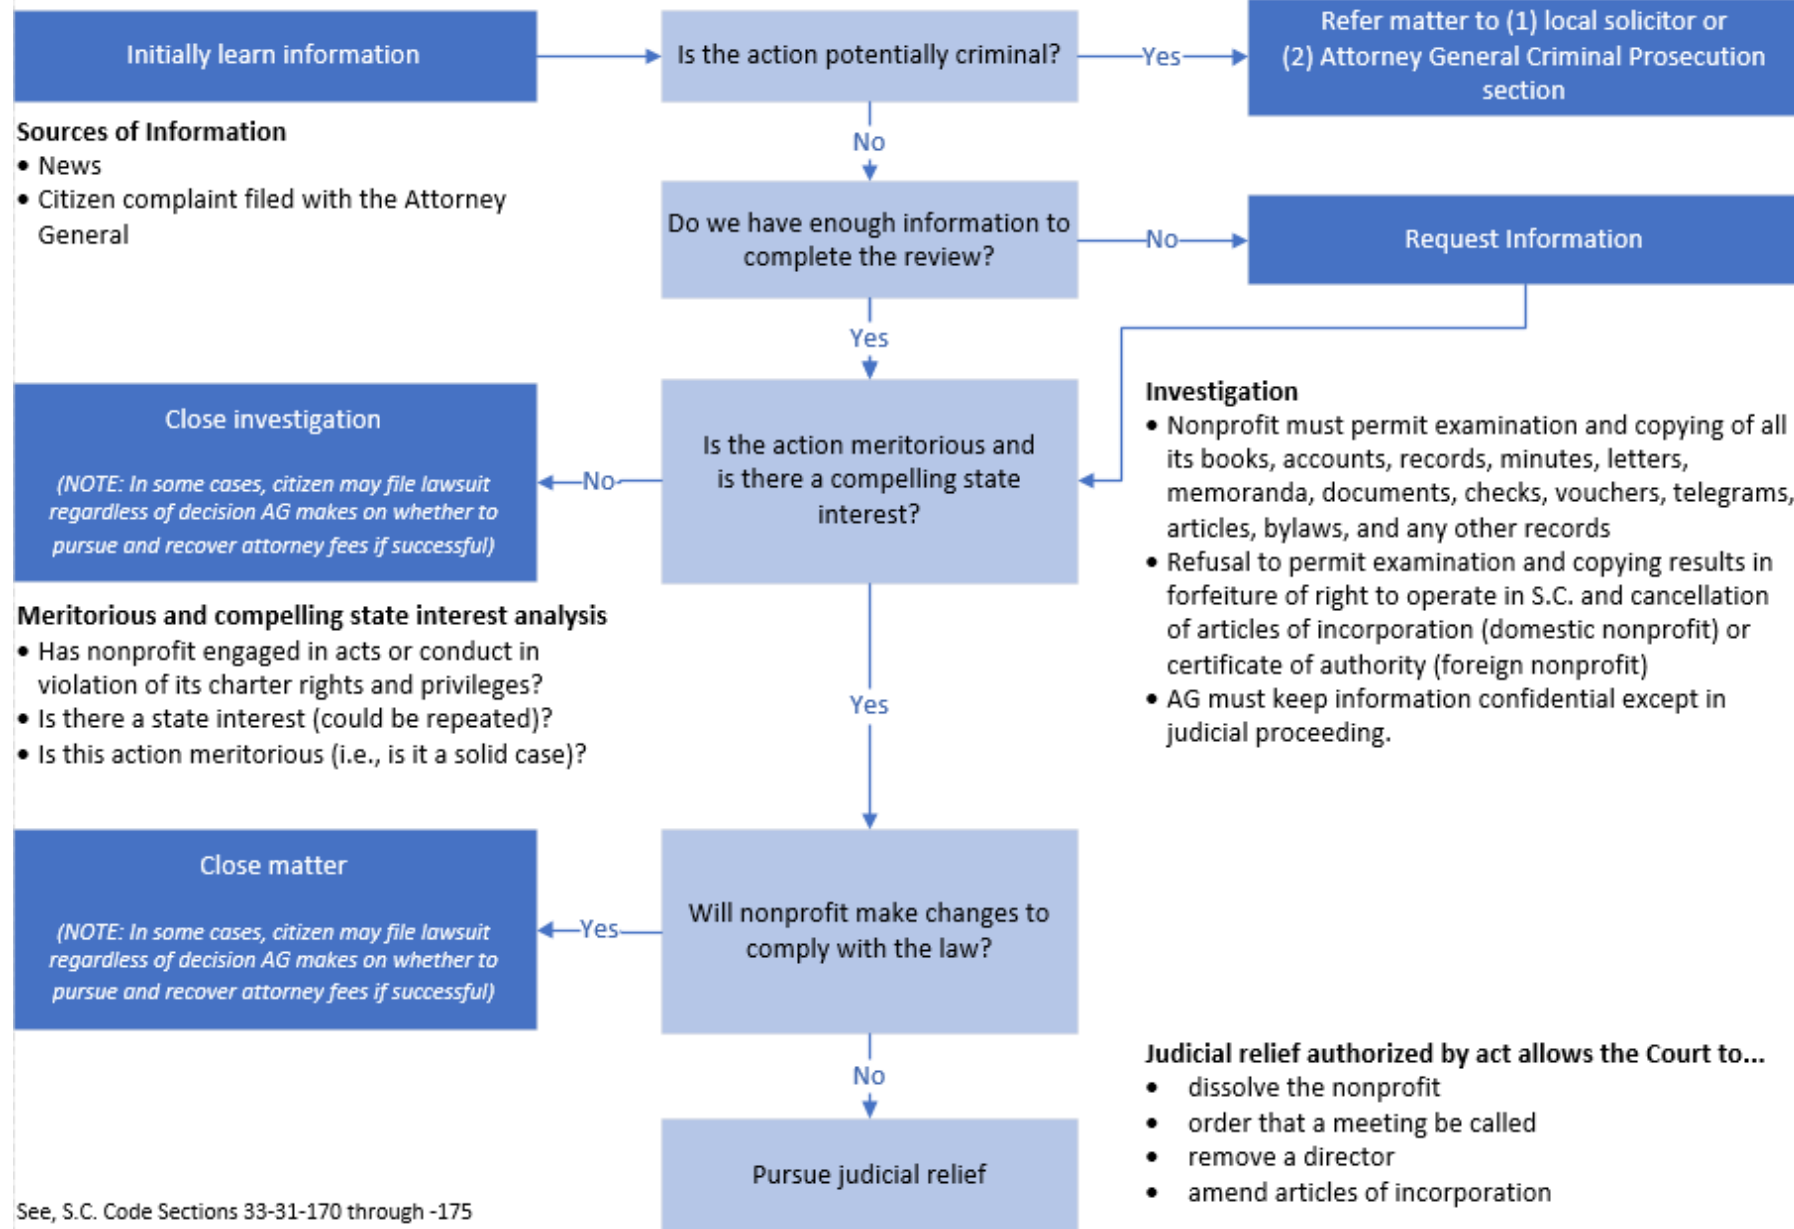 Initially learn information
Is the action potentially criminal?
Yes
Refer matter to (1) local solicitor or
(2) Attorney General Criminal Prosecution
section
Sources of Information
• News
• Citizen complaint filed with the Attorney
General
No
Do we have enough information to
complete the review?
No
Request Information
Yes
Close investigation
(NOTE: In some cases, citizen may file lawsuit
regardless of decision AG makes on whether to
pursue and recover attorney fees if successful)
No
Is the action meritorious and
is there a compelling state
interest?
Investigation
• Nonprofit must permit examination and copying of all
its books, accounts, records, minutes, letters,
memoranda, documents, checks, vouchers, telegrams,
articles, bylaws, and any other records
• Refusal to permit examination and copying results in
forfeiture of right to operate in S.C. and cancellation
of articles of incorporation (domestic nonprofit) or
certificate of authority (foreign nonprofit)
• AG must keep information confidential except in
judicial proceeding.
Meritorious and compelling state interest analysis
• Has nonprofit engaged in acts or conduct in
violation of its charter rights and privileges?
• Is there a state interest (could be repeated)?
• Is this action meritorious (i.e., is it a solid case)?
Yes
Close matter
(NOTE: In some cases, citizen may file lawsuit
regardless of decision AG makes on whether to
pursue and recover attorney fees if successful)
Yes
Will nonprofit make changes to
comply with the law?
No
Pursue judicial relief
Judicial relief authorized by act allows the Court to...
• dissolve the nonprofit
• order that a meeting be called
• remove a director
• amend articles of incorporation
See, S.C. Code Sections 33-31-170 through -175